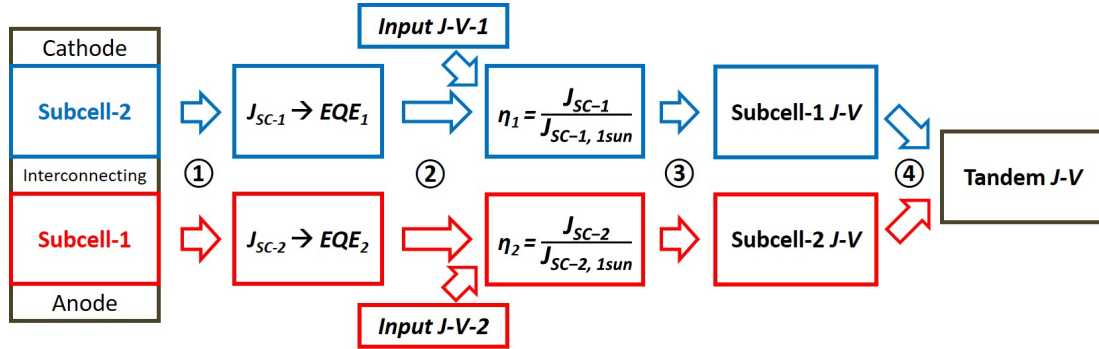 Cathode
Subcell-2
Interconnecting
Subcell-1
Anode
①
J_SC-1 → EQE_1
J_SC-2 → EQE_2
Input J-V-1
②
Input J-V-2
η_1 = J_SC−1 / J_SC−1, 1sun
η_2 = J_SC−2 / J_SC−2, 1sun
③
Subcell-1 J-V
Subcell-2 J-V
④
Tandem J-V